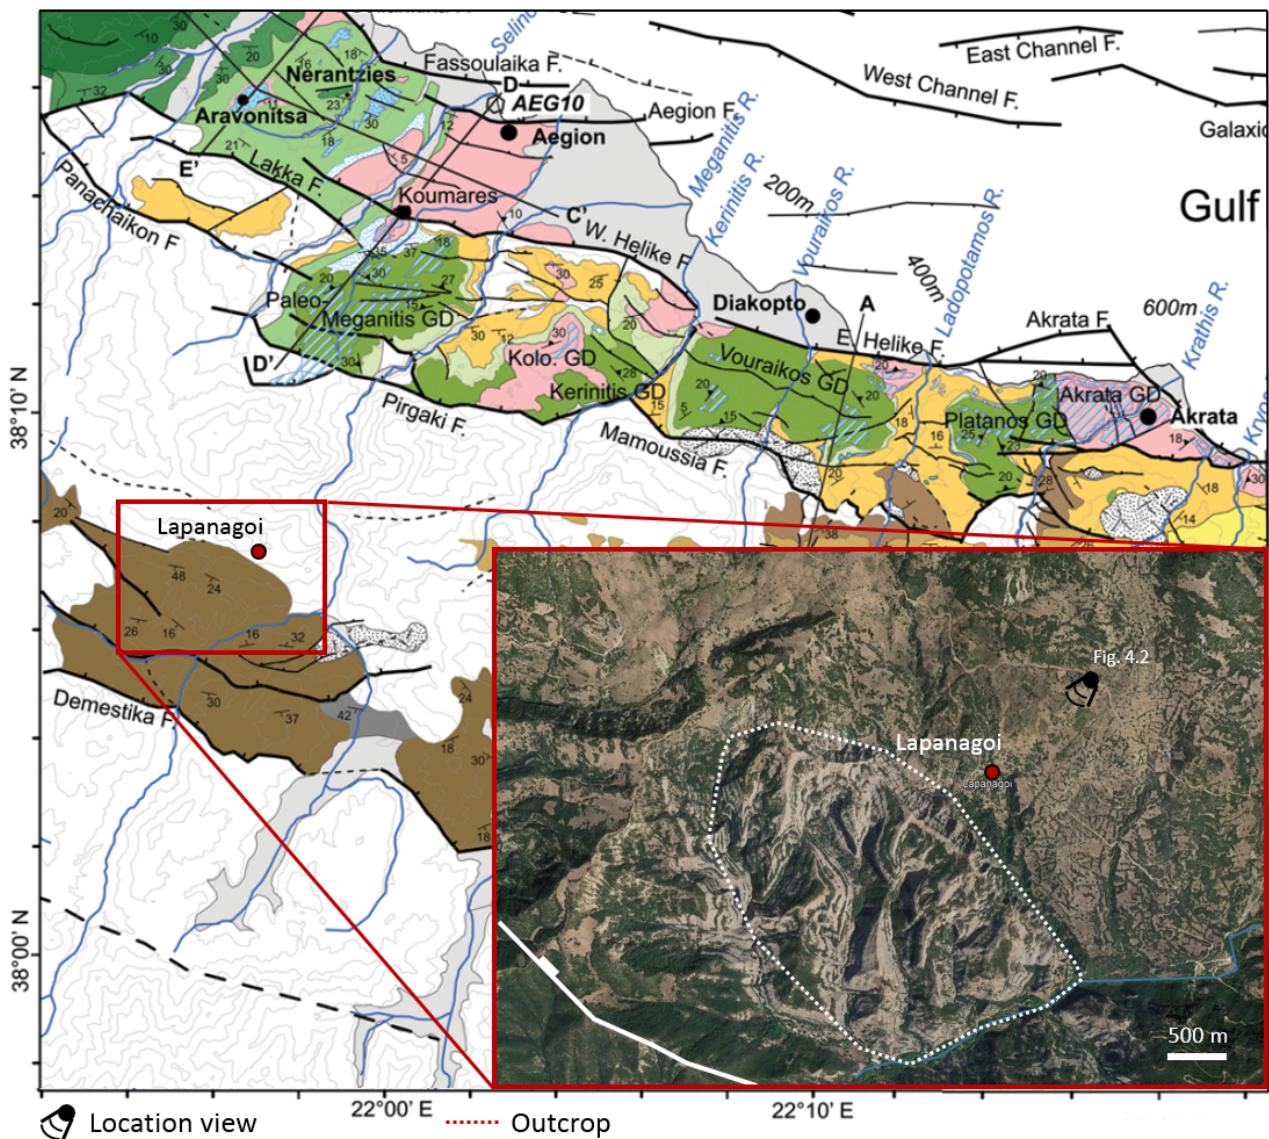 Selino
Fassoulaika F.
East Channel F.
West Channel F.
Nerantzies
D
AEG10
Aegion F.
Aravonitsa
Aegion
Galaxid
Meganitis R.
Kerinitis R.
Vouraikos R.
Ladopotamos R.
Krathis R.
E'
Lakka F.
Panachaikon F
Koumares
C'
W. Helike F
200m
400m
600m
Gulf
Diakopto
A
E. Helike F.
Akrata F.
Paleo-
Meganitis GD
D'
Kolo. GD
Kerinitis GD
Vouraikos GD
Platanos GD
Akrata GD
Akrata
Pirgaki F.
Mamoussia F.
38°10' N
Lapanagoi
Demestika F
38°00' N
Fig. 4.2
Lapanagoi
Lapanagoi
500 m
22°00' E
22°10' E
Location view
Outcrop